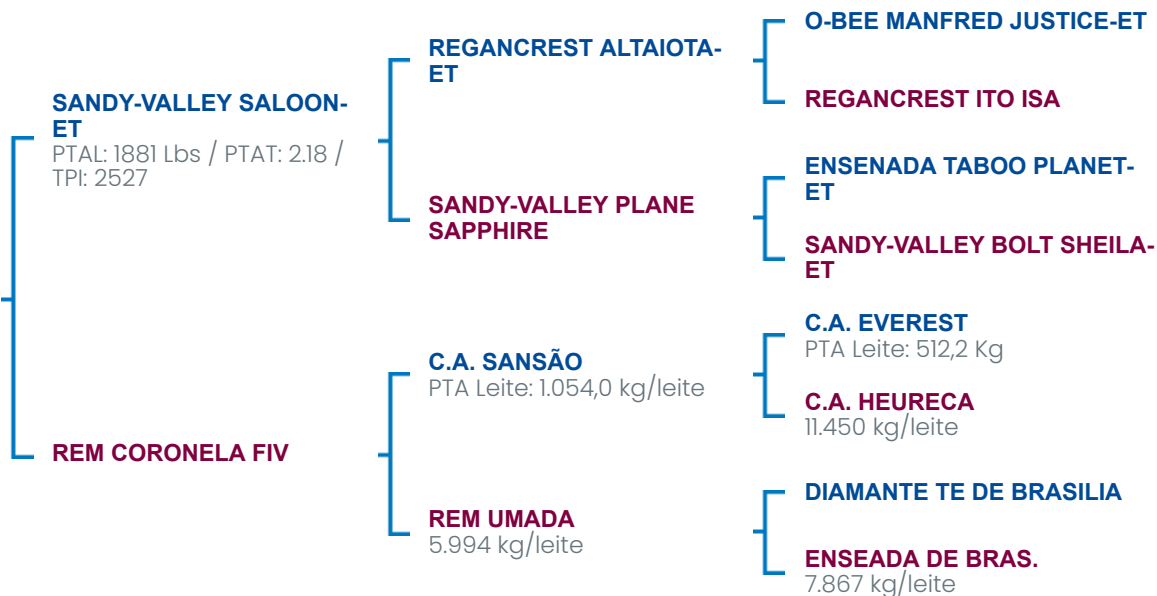 SANDY-VALLEY SALOON-
ET
PTAL: 1881 Lbs / PTAT: 2.18 /
TPI: 2527
REM CORONELA FIV
REGANCREST ALTAIOTA-
ET
SANDY-VALLEY PLANE
SAPPHIRE
C.A. SANSÃO
PTA Leite: 1.054,0 kg/leite
REM UMADA
5.994 kg/leite
O-BEE MANFRED JUSTICE-ET
REGANCREST ITO ISA
ENSENADA TABOO PLANET-
ET
SANDY-VALLEY BOLT SHEILA-
ET
C.A. EVEREST
PTA Leite: 512,2 Kg
C.A. HEURECA
11.450 kg/leite
DIAMANTE TE DE BRASILIA
ENSEADA DE BRAS.
7.867 kg/leite